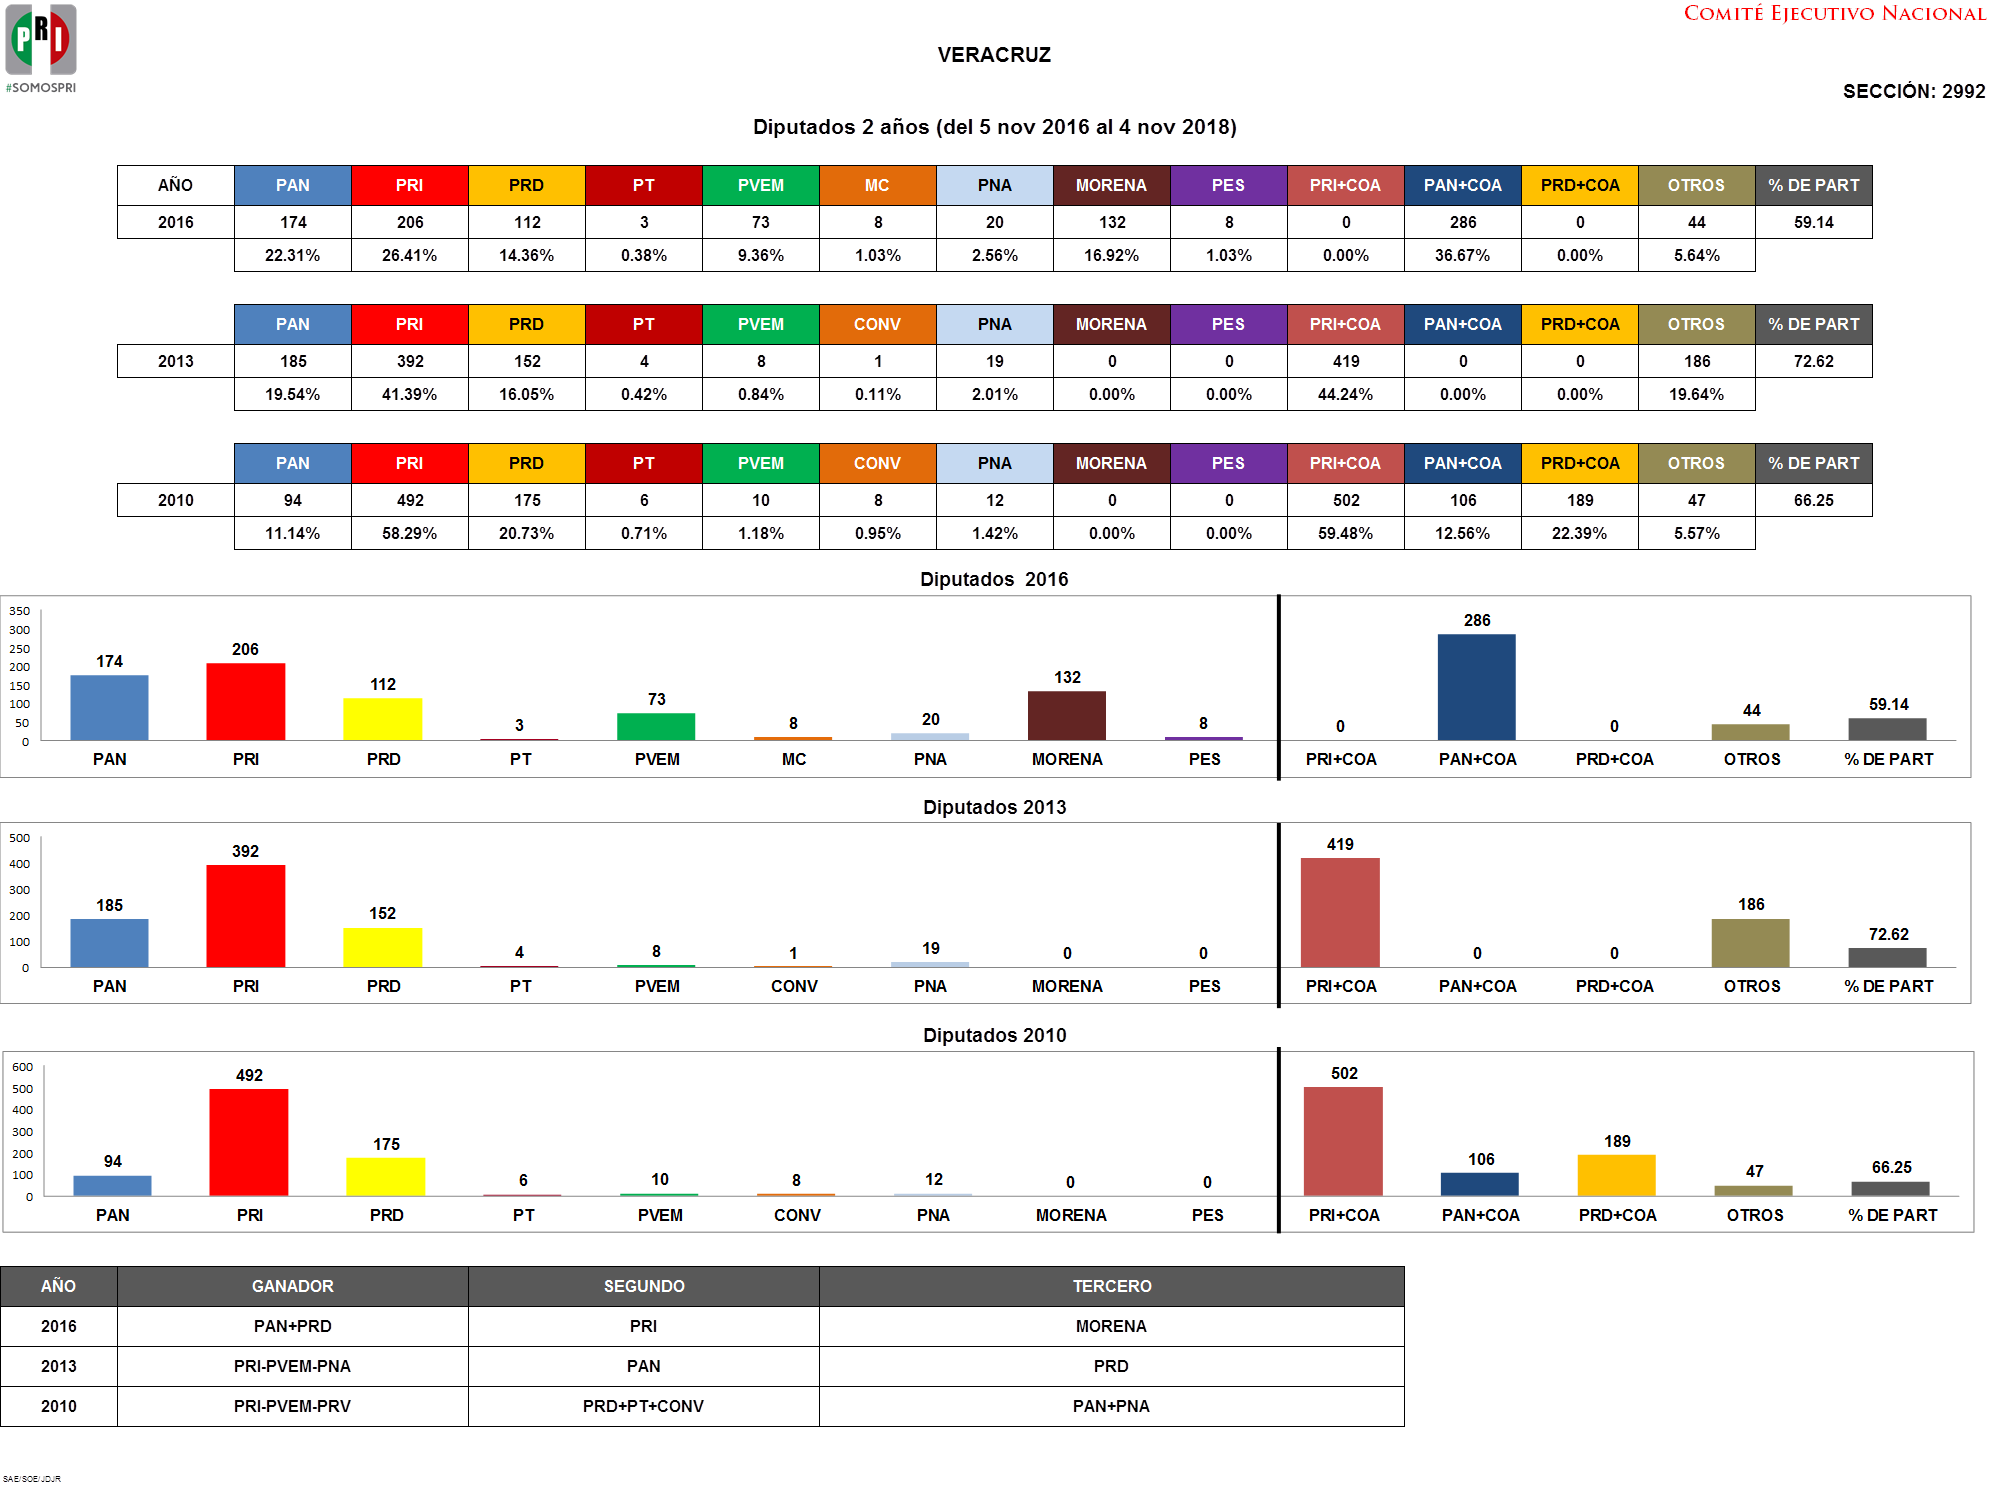 PRI
#SOMOSPRI
COMITÉ EJECUTIVO NACIONAL
VERACRUZ
SECCIÓN: 2992
Diputados 2 años (del 5 nov 2016 al 4 nov 2018)
AÑO PAN PRI PRD PT PVEM MC PNA MORENA PES PRI+COA PAN+COA PRD+COA OTROS % DE PART
2016 174 206 112 3 73 8 20 132 8 0 286 0 44 59.14
22.31% 26.41% 14.36% 0.38% 9.36% 1.03% 2.56% 16.92% 1.03% 0.00% 36.67% 0.00% 5.64%
PAN PRI PRD PT PVEM CONV PNA MORENA PES PRI+COA PAN+COA PRD+COA OTROS % DE PART
2013 185 392 152 4 8 1 19 0 0 419 0 0 186 72.62
19.54% 41.39% 16.05% 0.42% 0.84% 0.11% 2.01% 0.00% 0.00% 44.24% 0.00% 0.00% 19.64%
PAN PRI PRD PT PVEM CONV PNA MORENA PES PRI+COA PAN+COA PRD+COA OTROS % DE PART
2010 94 492 175 6 10 8 12 0 0 502 106 189 47 66.25
11.14% 58.29% 20.73% 0.71% 1.18% 0.95% 1.42% 0.00% 0.00% 59.48% 12.56% 22.39% 5.57%
Diputados 2016
350
300
250
200
150
100
50
0
174 206 112 3 73 8 20 132 8 0 286 0 44 59.14
PAN PRI PRD PT PVEM MC PNA MORENA PES PRI+COA PAN+COA PRD+COA OTROS % DE PART
Diputados 2013
500
400
300
200
100
0
185 392 152 4 8 1 19 0 0 419 0 0 186 72.62
PAN PRI PRD PT PVEM CONV PNA MORENA PES PRI+COA PAN+COA PRD+COA OTROS % DE PART
Diputados 2010
600
500
400
300
200
100
0
94 492 175 6 10 8 12 0 0 502 106 189 47 66.25
PAN PRI PRD PT PVEM CONV PNA MORENA PES PRI+COA PAN+COA PRD+COA OTROS % DE PART
AÑO GANADOR SEGUNDO TERCERO
2016 PAN+PRD PRI MORENA
2013 PRI-PVEM-PNA PAN PRD
2010 PRI-PVEM-PRV PRD+PT+CONV PAN+PNA
SAE/SOE/JDJR